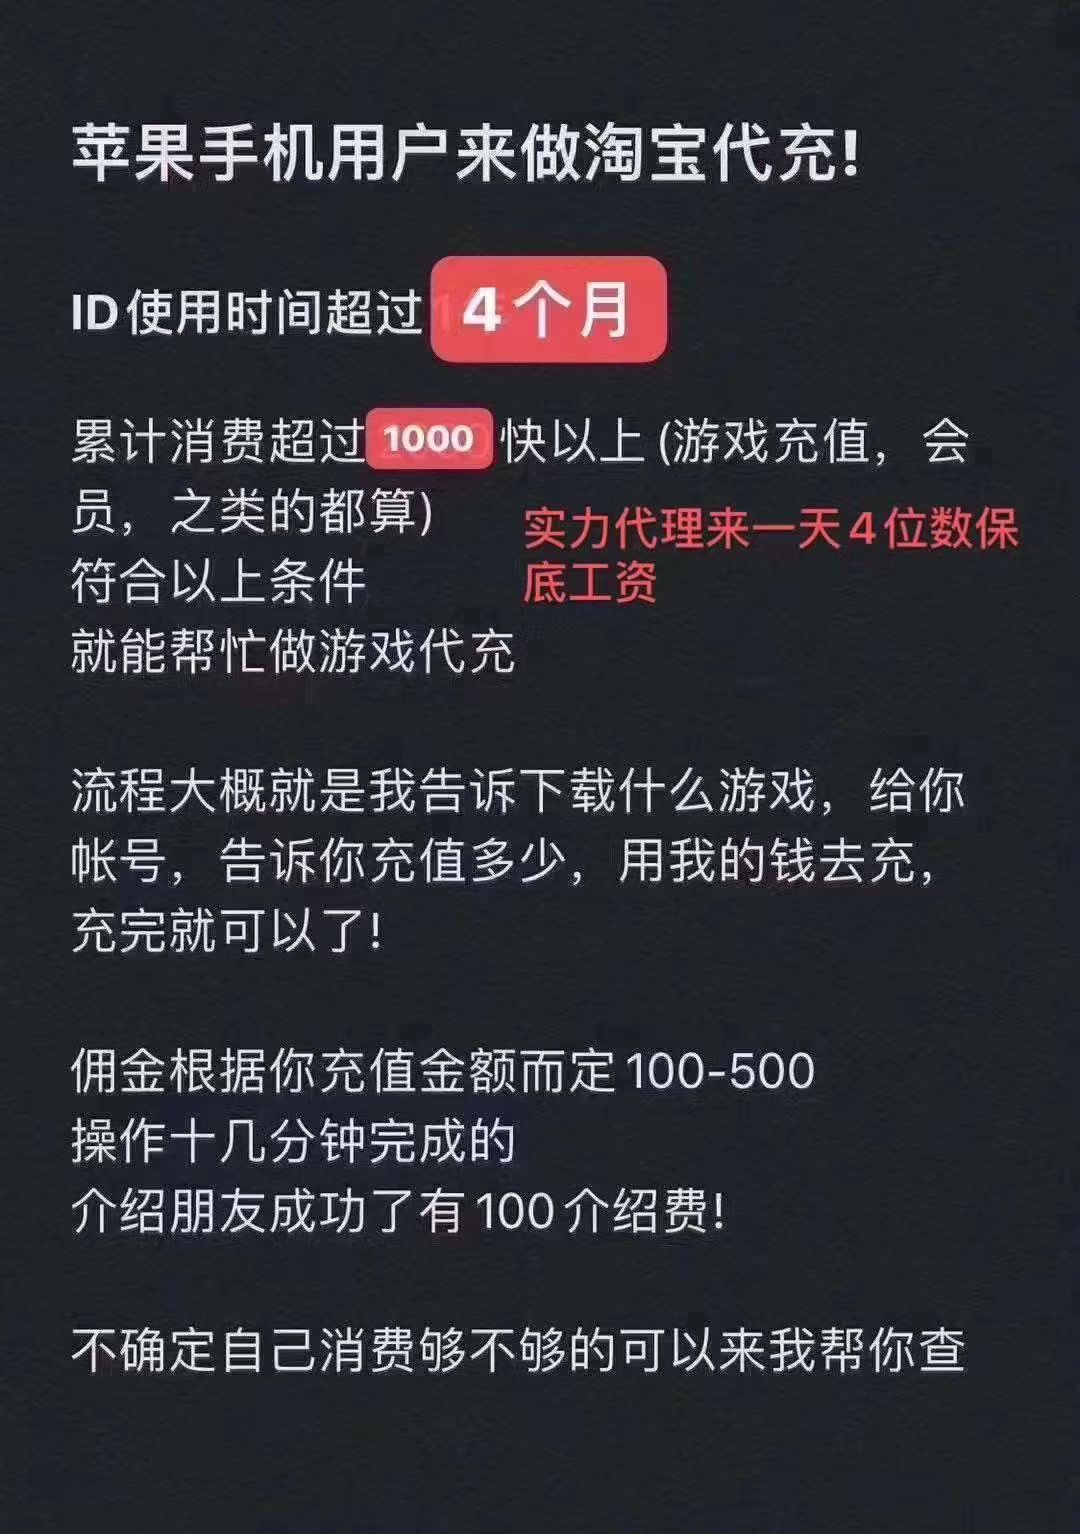 苹果手机用户来做淘宝代充!
ID使用时间超过 4个月
累计消费超过 1000 快以上 (游戏充值，会
员，之类的都算)
实力代理来一天4位数保
底工资
符合以上条件
就能帮忙做游戏代充
流程大概就是我告诉下载什么游戏，给你
帐号，告诉你充值多少，用我的钱去充，
充完就可以了!
佣金根据你充值金额而定100-500
操作十几分钟完成的
介绍朋友成功了有100介绍费!
不确定自己消费够不够的可以来我帮你查